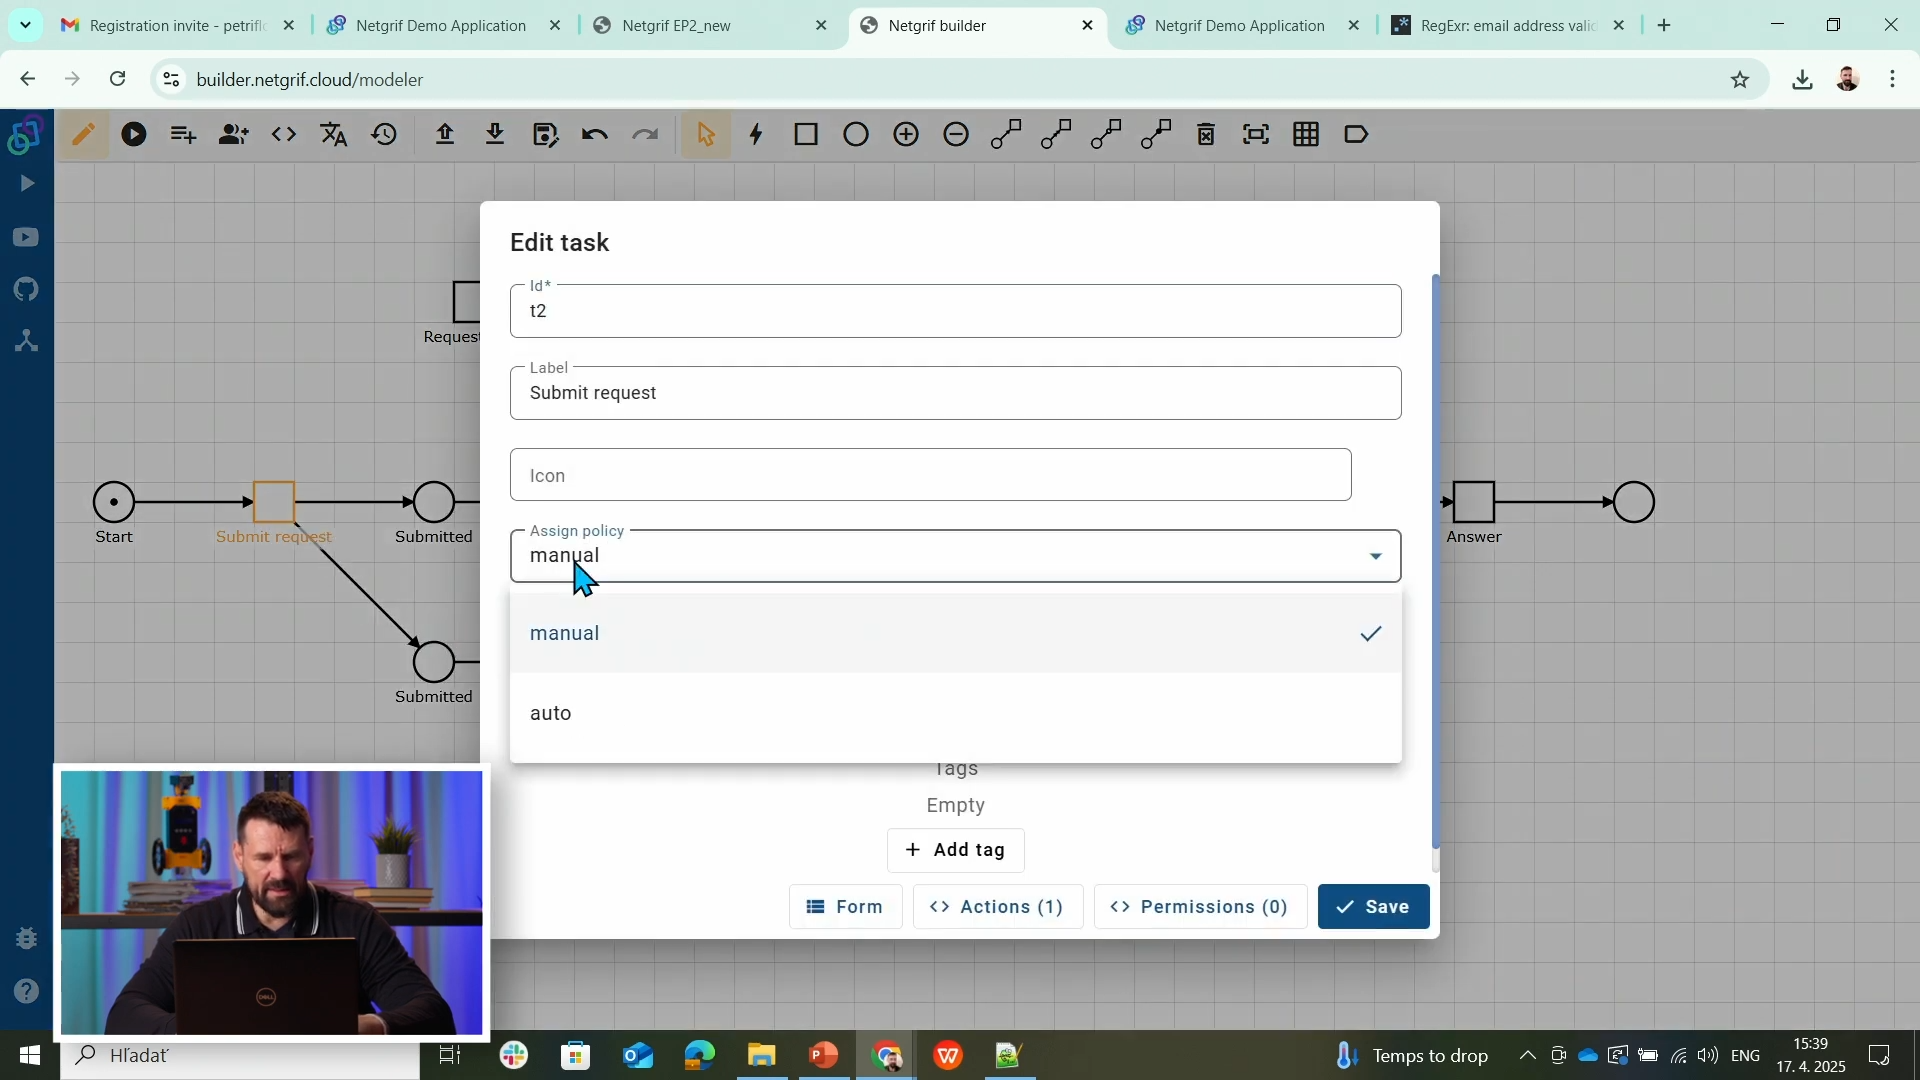 Registration invite - petriflo
Netgrif Demo Application
Netgrif EP2_new
Netgrif builder
Netgrif Demo Application
RegExr: email address valid
builder.netgrif.cloud/modeler
Edit task
Id*
t2
Label
Submit request
Icon
Assign policy
manual
manual
auto
Tags
Empty
Add tag
Form
Actions (1)
Permissions (0)
Save
Request
Start
Submit request
Submitted
Answer
Submitted
DELL
Hľadať
Temps to drop
ENG
15:39
17. 4. 2025